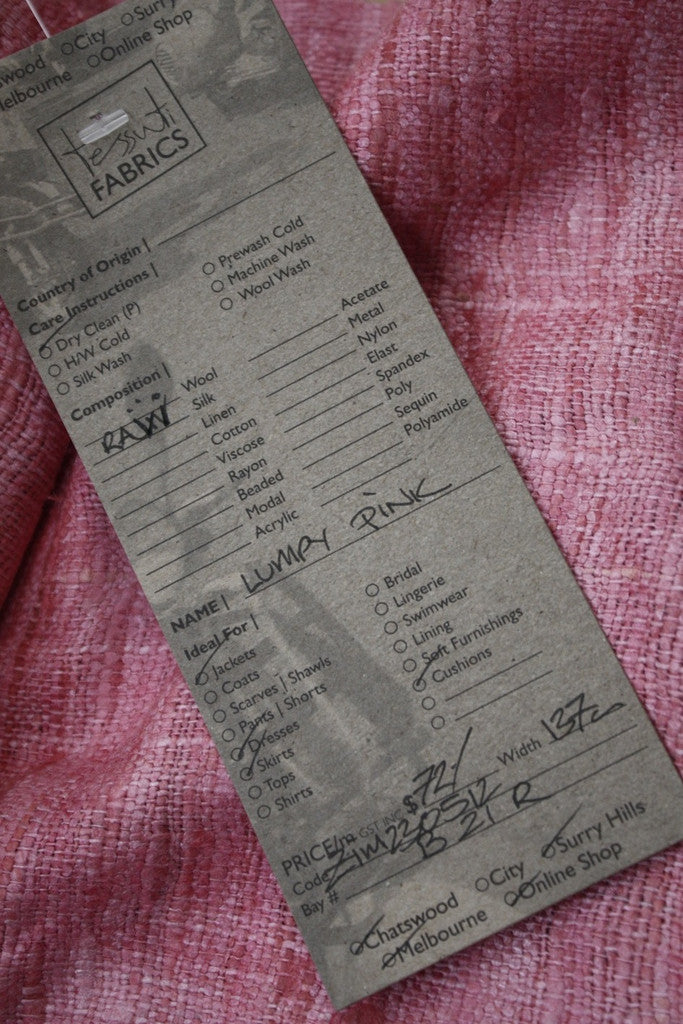 swood City Surry
elbourne Online Shop
tessuti
FABRICS
Country of Origin |
Care Instructions |
Dry Clean (P)
H/W Cold
Silk Wash
Prewash Cold
Machine Wash
Wool Wash
Composition |
Wool
RAW Silk
Linen
Cotton
Viscose
Rayon
Beaded
Modal
Acrylic
Acetate
Metal
Nylon
Elast
Spandex
Poly
Sequin
Polyamide
NAME | LUMPY PINK
Ideal For |
Jackets
Coats
Scarves | Shawls
Pants | Shorts
Dresses
Skirts
Tops
Shirts
Bridal
Lingerie
Swimwear
Lining
Soft Furnishings
Cushions
PRICE/m GST INC $72/ Width 137c
Code
Bay # B 21 R
Chatswood City Surry Hills
Melbourne Online Shop